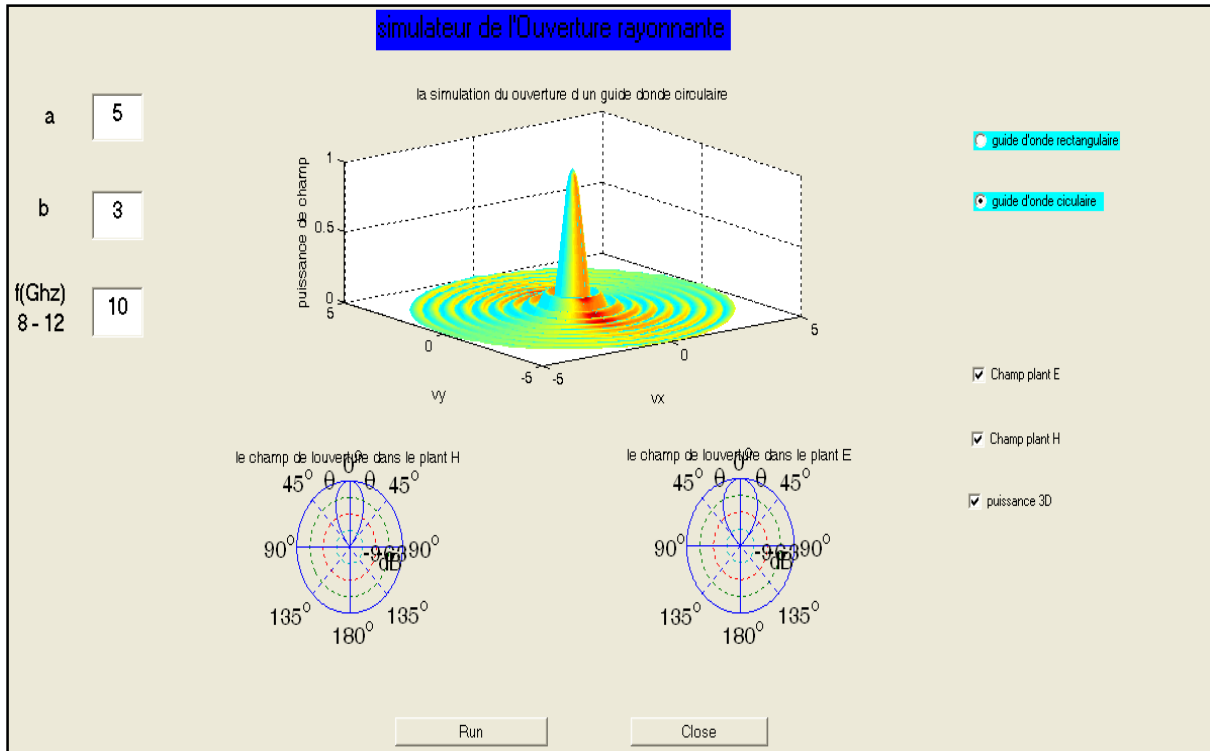 simulateur de l'Ouverture rayonnante
a
5
b
3
f(Ghz)
8 - 12
10
la simulation du ouverture d un guide donde circulaire
puissance de champ
1
0.5
0
5
0
-5
-5
0
5
vy
vx
guide d'onde rectangulaire
guide d'onde ciculaire
Champ plant E
Champ plant H
puissance 3D
le champ de louverture dans le plant H
0°
θ θ
45° 45°
90° 90°
dB
135° 135°
180°
le champ de louverture dans le plant E
0°
θ θ
45° 45°
90° 90°
dB
135° 135°
180°
Run
Close